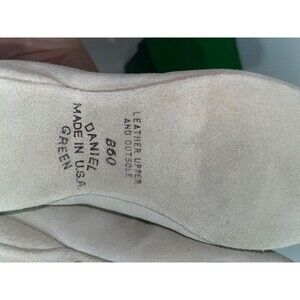 B60
LEATHER UPPER
AND OUTSOLE
DANIEL
MADE IN U.S.A.
GREEN